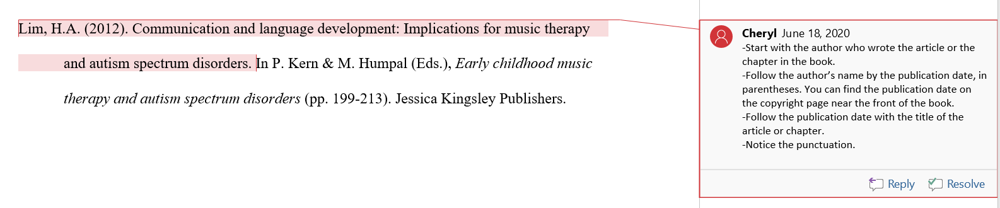 Lim, H.A. (2012). Communication and language development: Implications for music therapy
and autism spectrum disorders. In P. Kern & M. Humpal (Eds.), Early childhood music
therapy and autism spectrum disorders (pp. 199-213). Jessica Kingsley Publishers.
Cheryl June 18, 2020
-Start with the author who wrote the article or the
chapter in the book.
-Follow the author’s name by the publication date, in
parentheses. You can find the publication date on
the copyright page near the front of the book.
-Follow the publication date with the title of the
article or chapter.
-Notice the punctuation.
Reply Resolve